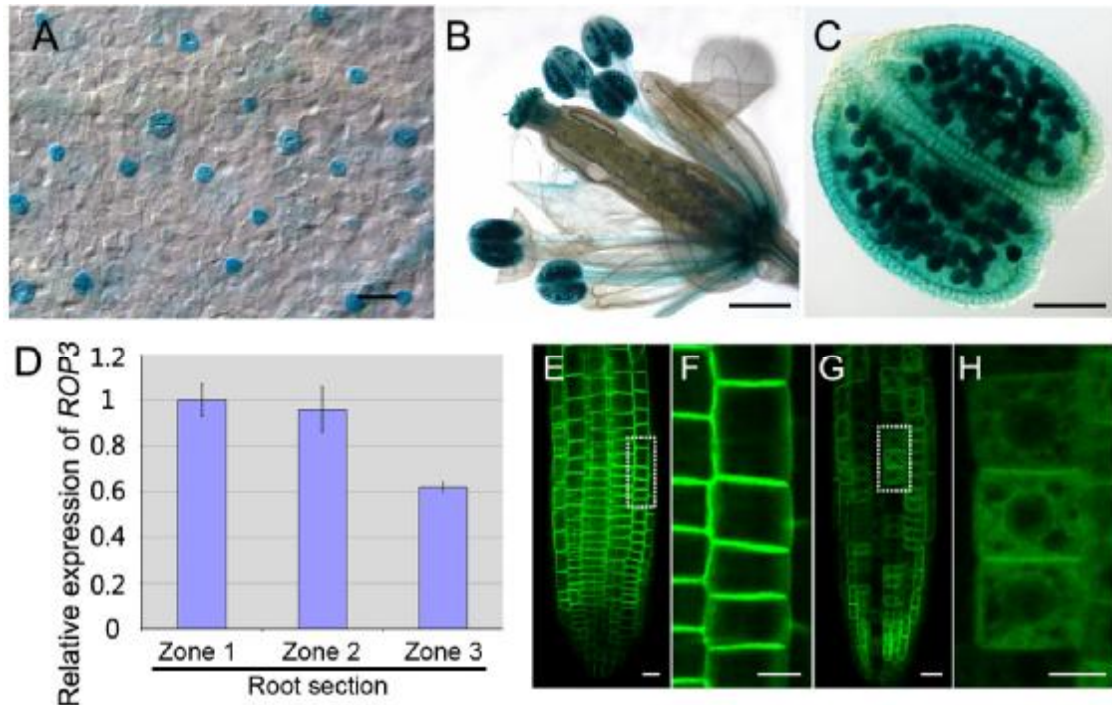 A
B
C
D
Relative expression of ROP3
1.2
1
0.8
0.6
0.4
0.2
0
Zone 1 Zone 2 Zone 3
Root section
E
F
G
H